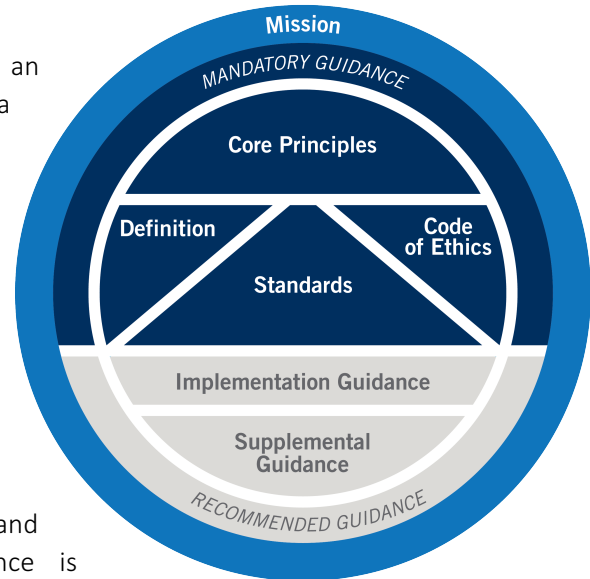 Mission
an
MANDATORY GUIDANCE
a
Core Principles
Definition
Code
of Ethics
Standards
Implementation Guidance
Supplemental
Guidance
RECOMMENDED GUIDANCE
and
is